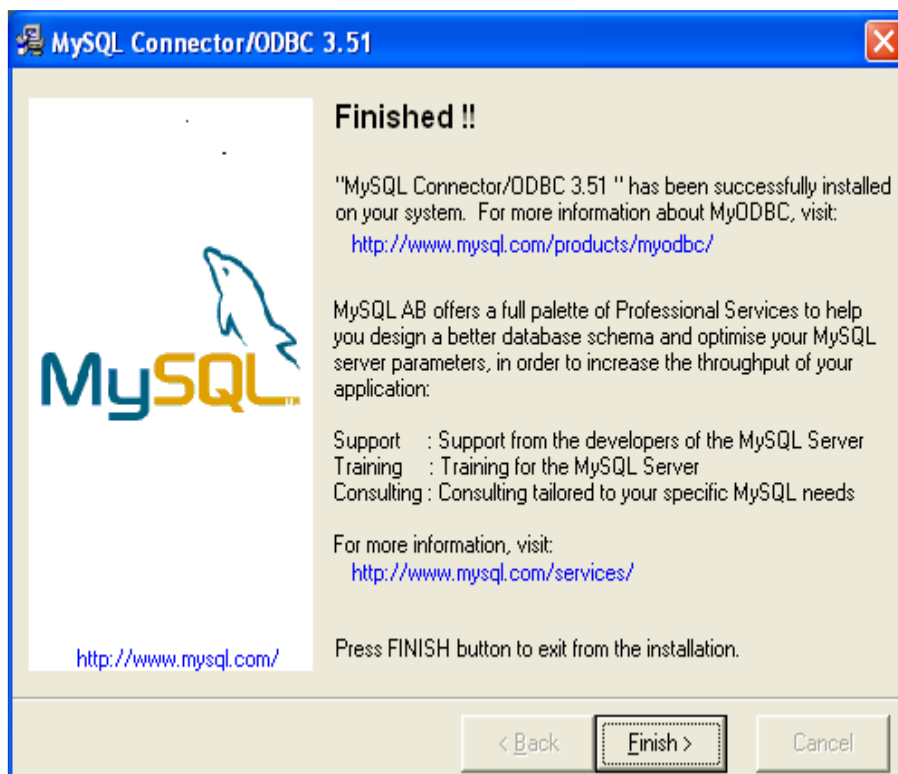 MySQL Connector/ODBC 3.51
Finished !!
"MySQL Connector/ODBC 3.51 " has been successfully installed
on your system. For more information about MyODBC, visit:
http://www.mysql.com/products/myodbc/
MySQL AB offers a full palette of Professional Services to help
you design a better database schema and optimise your MySQL
server parameters, in order to increase the throughput of your
application:
Support : Support from the developers of the MySQL Server
Training : Training for the MySQL Server
Consulting : Consulting tailored to your specific MySQL needs
For more information, visit:
http://www.mysql.com/services/
Press FINISH button to exit from the installation.
MySQL™
http://www.mysql.com/
< Back
Finish >
Cancel